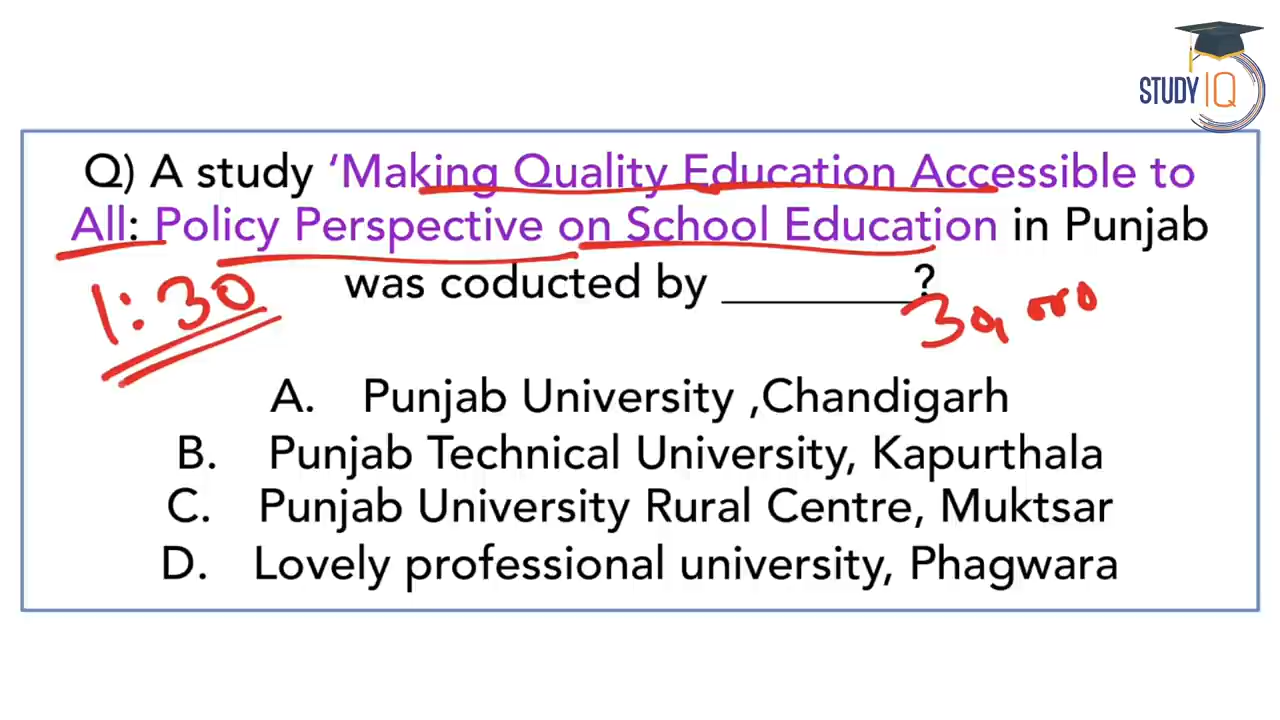 STUDY IQ
Q) A study ‘Making Quality Education Accessible to
All: Policy Perspective on School Education in Punjab
was coducted by _________?
1:30
A. Punjab University ,Chandigarh
B. Punjab Technical University, Kapurthala
C. Punjab University Rural Centre, Muktsar
D. Lovely professional university, Phagwara